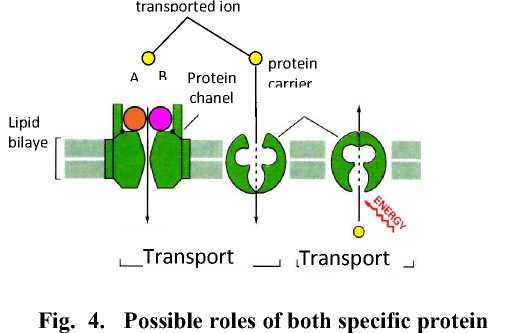 transported ion
A B
Protein
chanel
protein
carrier
Lipid
bilaye
ENERGY
Transport
Transport
Fig. 4. Possible roles of both specific protein